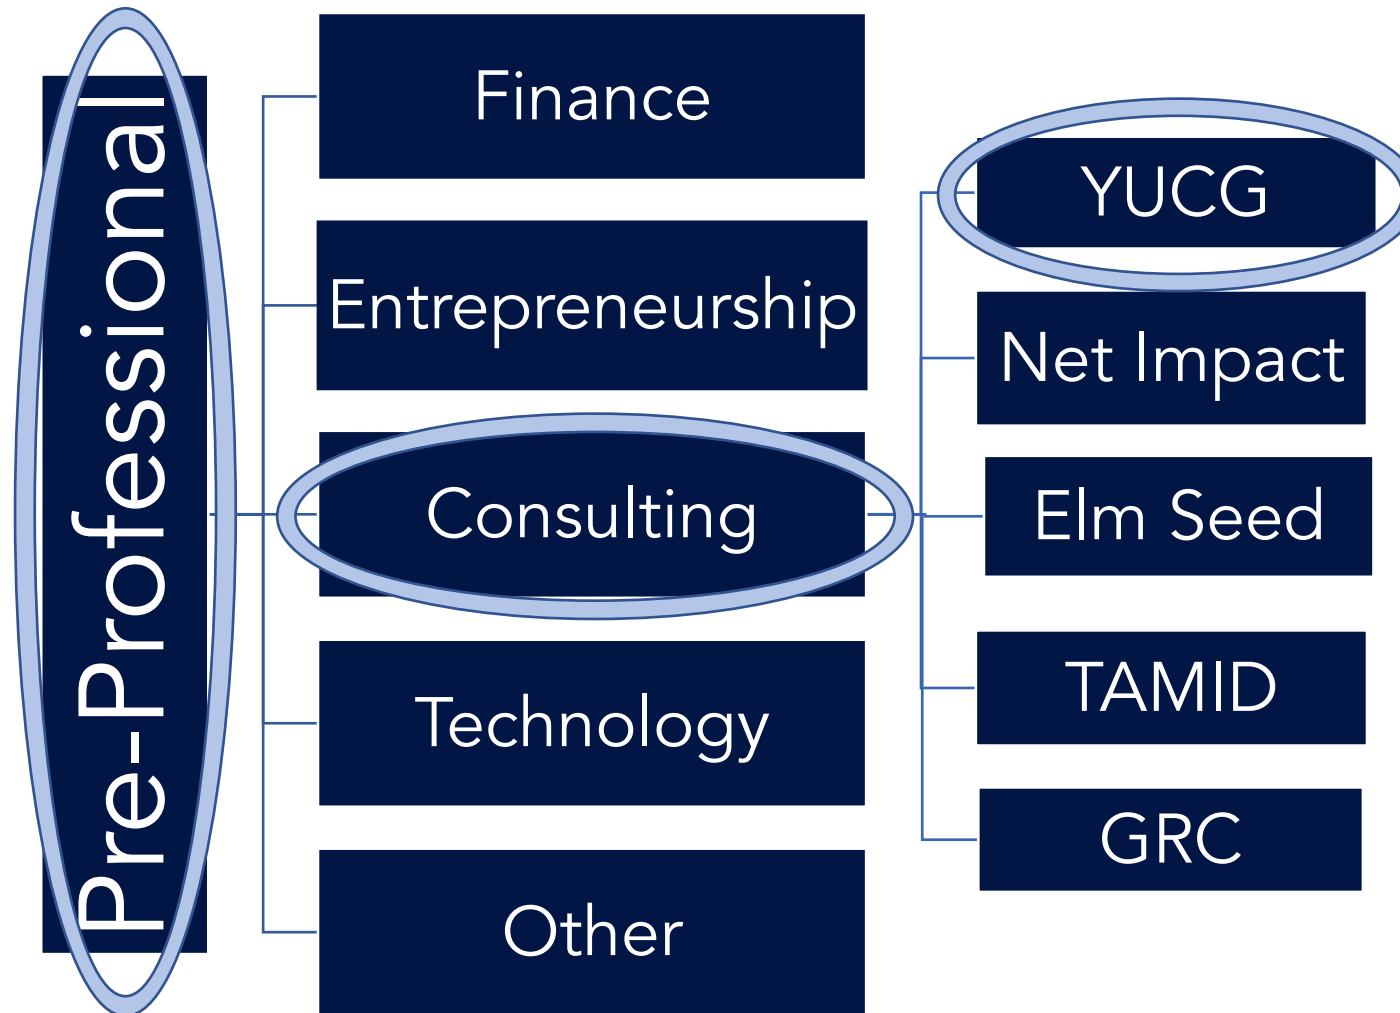 Pre-Professional
Finance
Entrepreneurship
Consulting
Technology
Other
YUCG
Net Impact
Elm Seed
TAMID
GRC